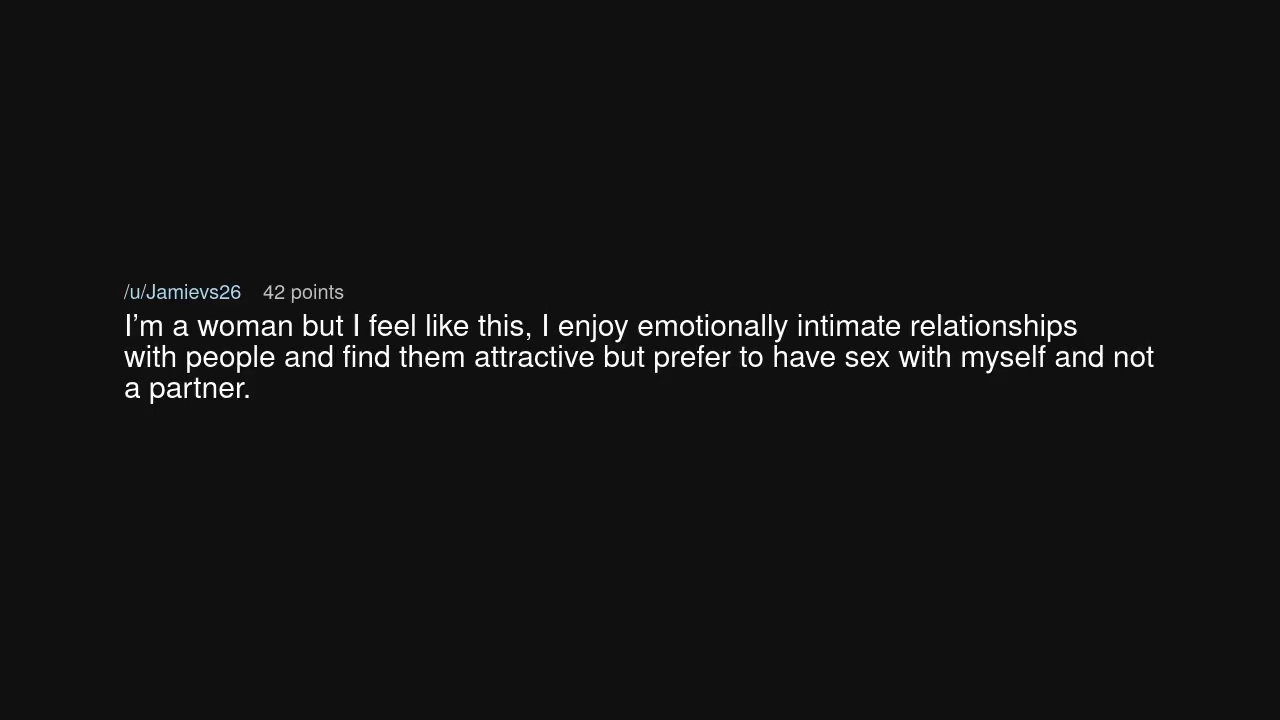 /u/Jamievs26 42 points
I’m a woman but I feel like this, I enjoy emotionally intimate relationships
with people and find them attractive but prefer to have sex with myself and not
a partner.